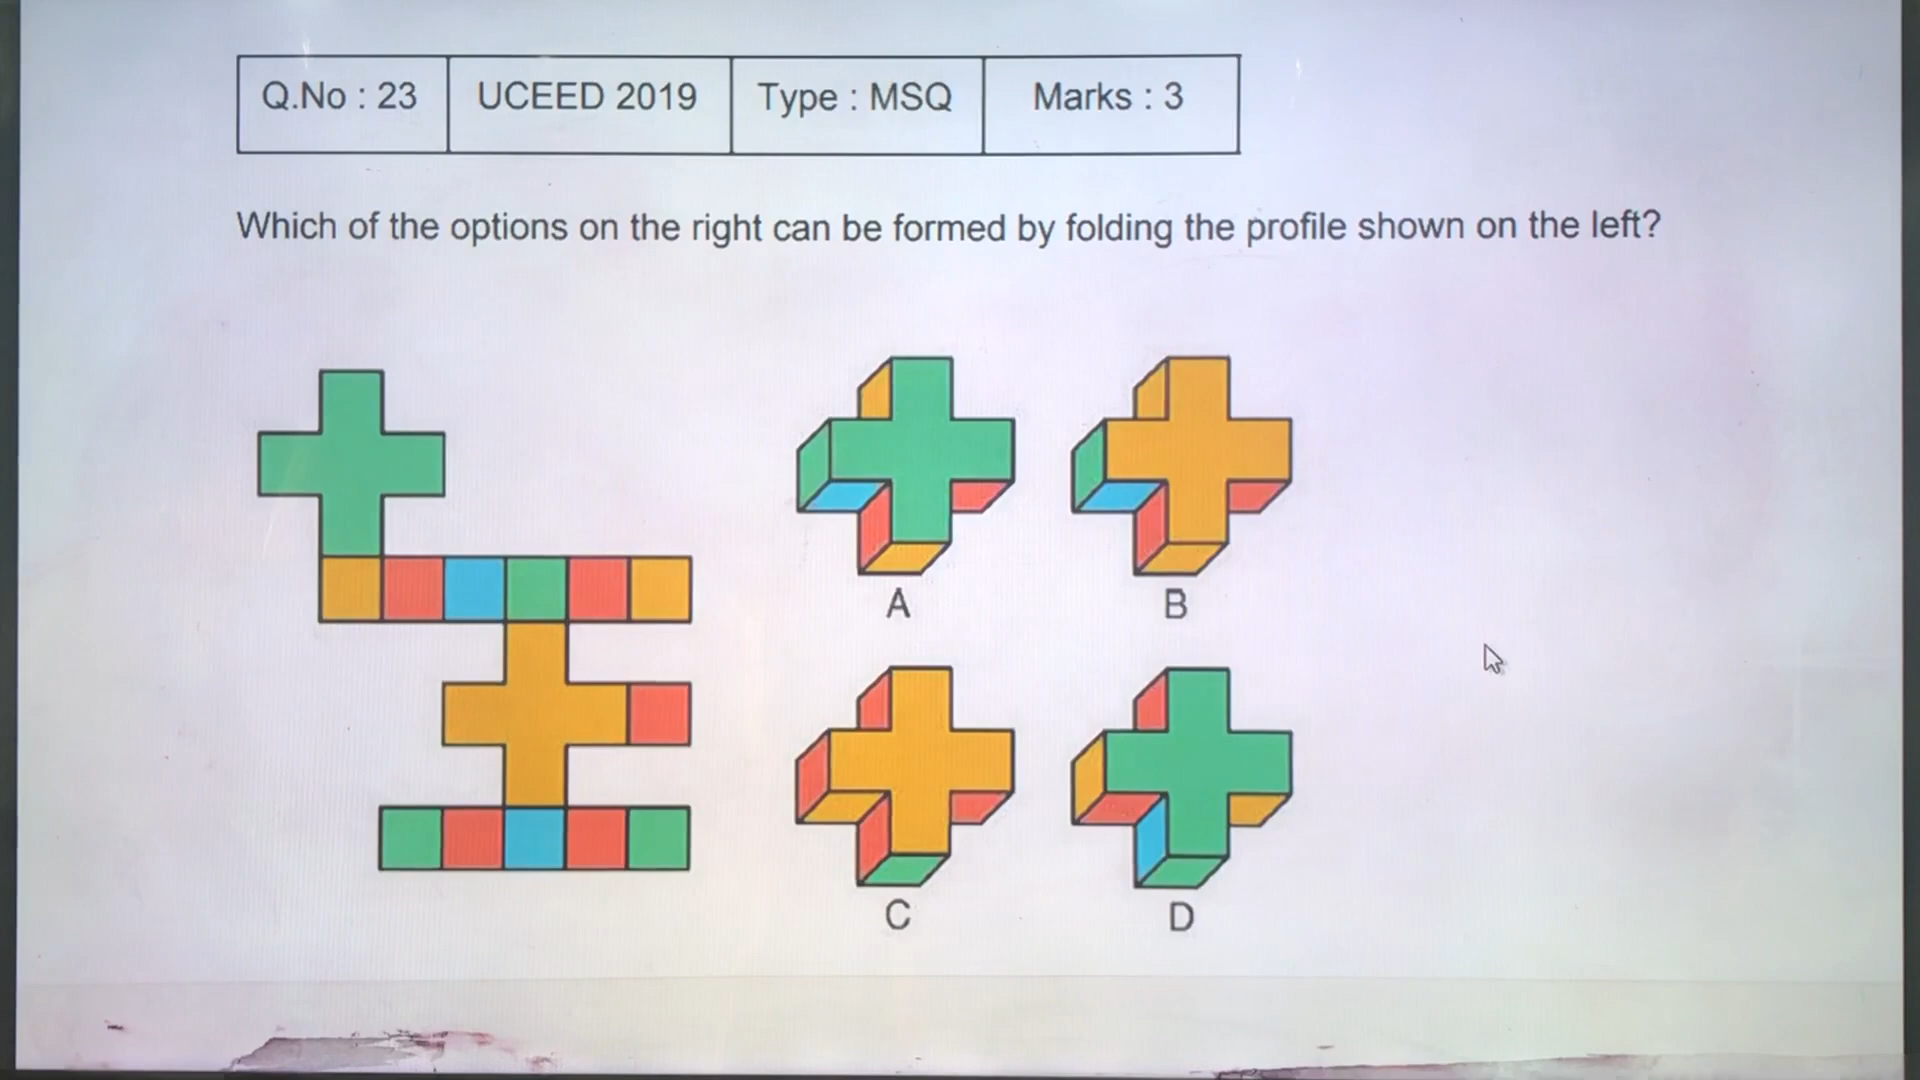 Q.No : 23 UCEED 2019 Type : MSQ Marks : 3
Which of the options on the right can be formed by folding the profile shown on the left?
A B
C D